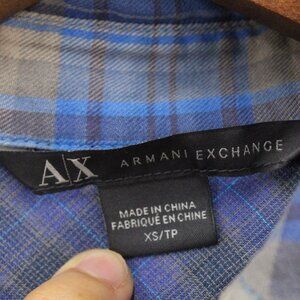 A|X ARMANI EXCHANGE
MADE IN CHINA
FABRIQUÉ EN CHINE
XS/TP